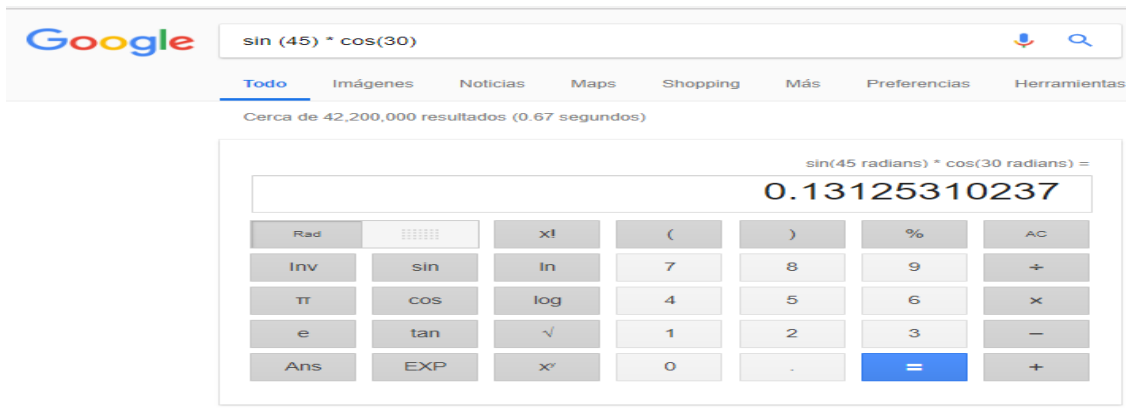 Google sin (45) * cos(30)
Todo Imágenes Noticias Maps Shopping Más Preferencias Herramientas
Cerca de 42,200,000 resultados (0.67 segundos)
sin(45 radians) * cos(30 radians) =
0.13125310237
Rad x! ( ) % AC
Inv sin ln 7 8 9 ÷
π cos log 4 5 6 ×
e tan √ 1 2 3 −
Ans EXP xʸ 0 . = +